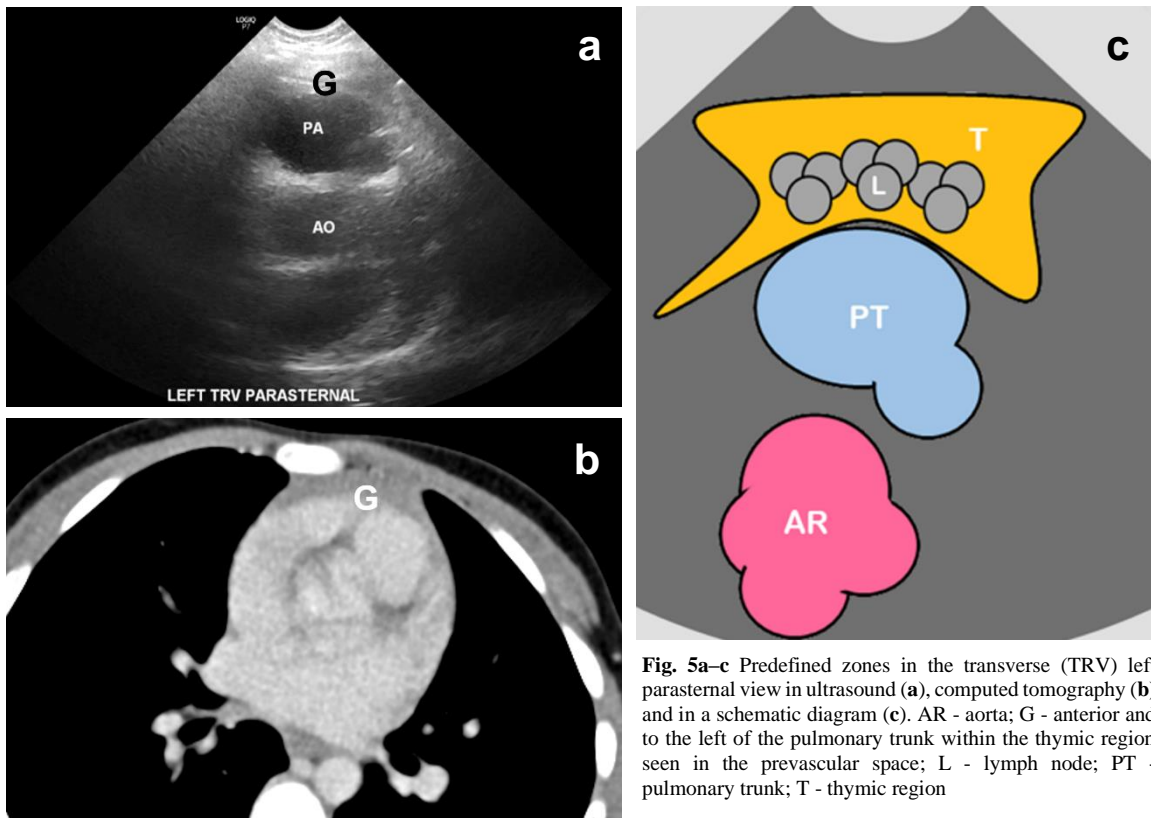 LOGIQ
P7
a
G
PA
AO
LEFT TRV PARASTERNAL
b
G
c
T
L
PT
AR
Fig. 5a–c Predefined zones in the transverse (TRV) left
parasternal view in ultrasound (a), computed tomography (b)
and in a schematic diagram (c). AR - aorta; G - anterior and
to the left of the pulmonary trunk within the thymic region
seen in the prevascular space; L - lymph node; PT -
pulmonary trunk; T - thymic region